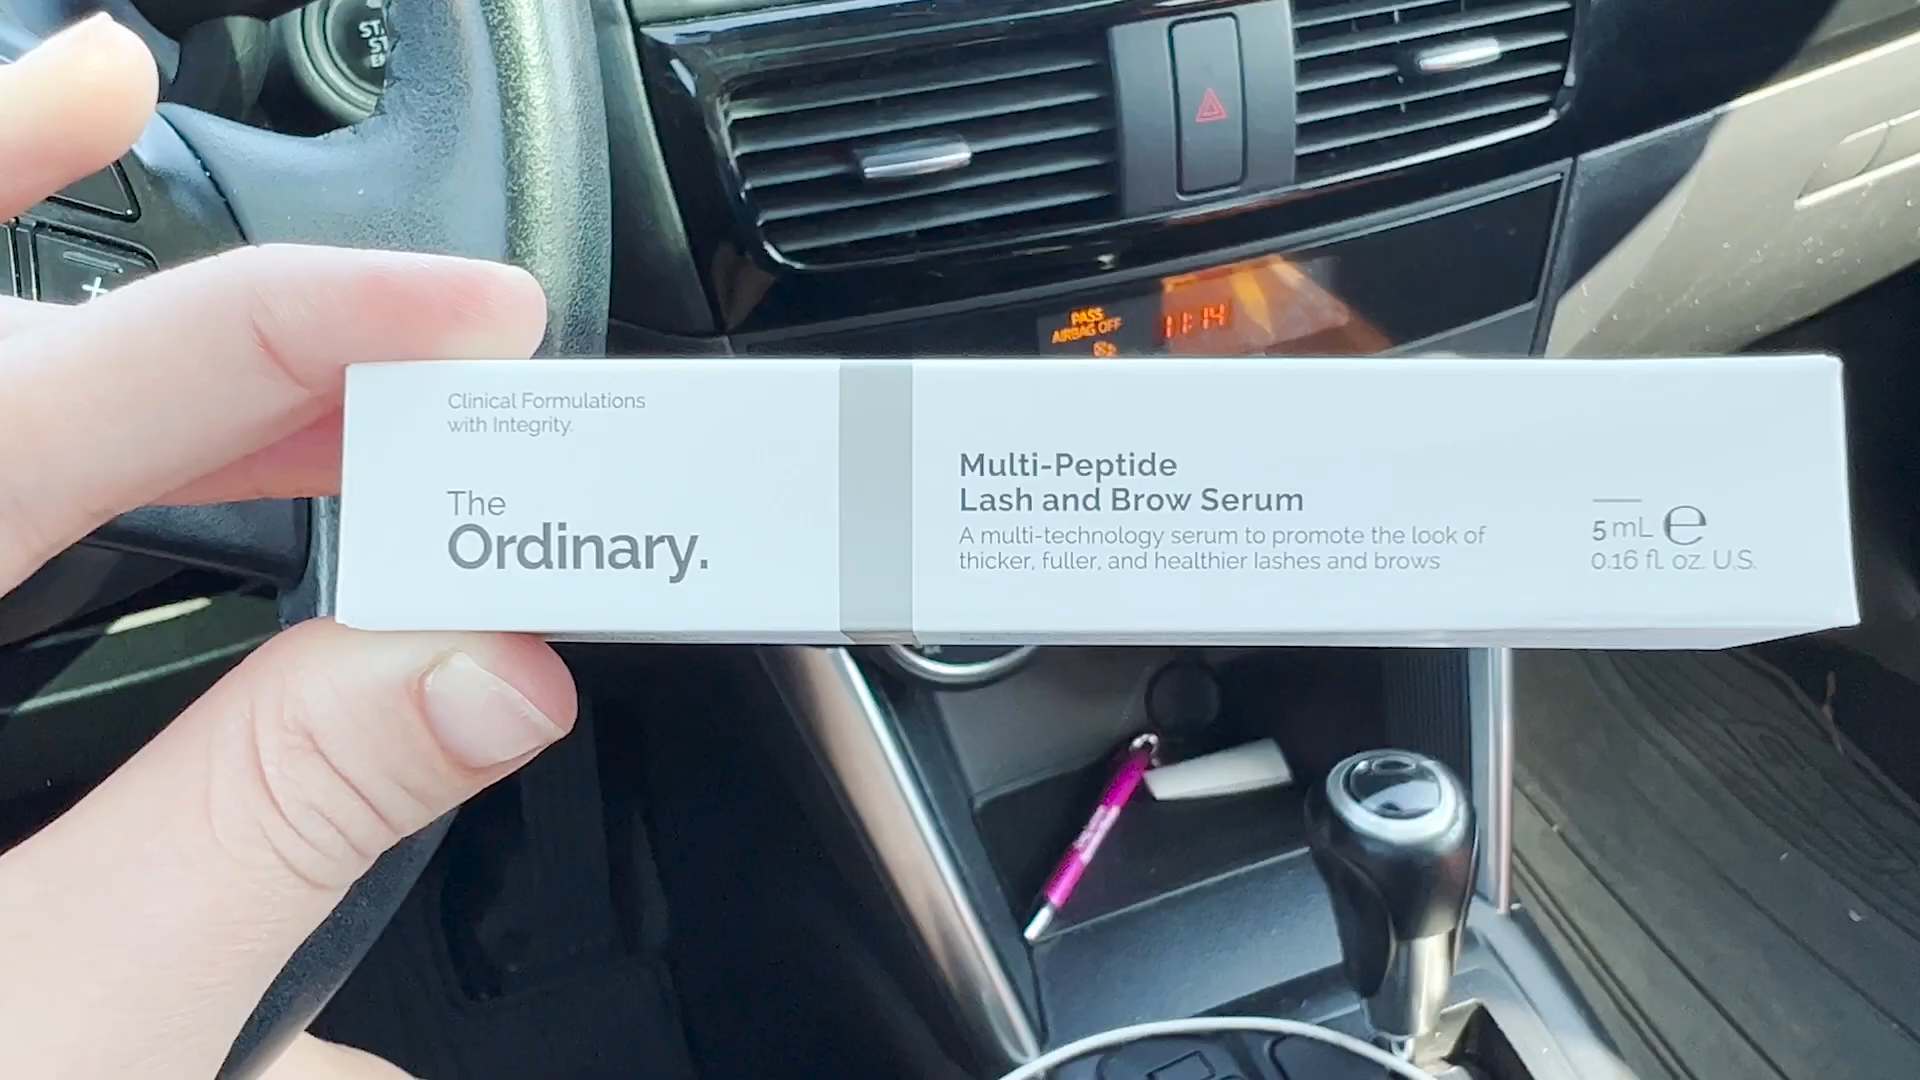 PASS
AIRBAG OFF
11:14
Clinical Formulations
with Integrity.
The
Ordinary.
Multi-Peptide
Lash and Brow Serum
A multi-technology serum to promote the look of
thicker, fuller, and healthier lashes and brows
5 mL e
0.16 fl. oz. U.S.